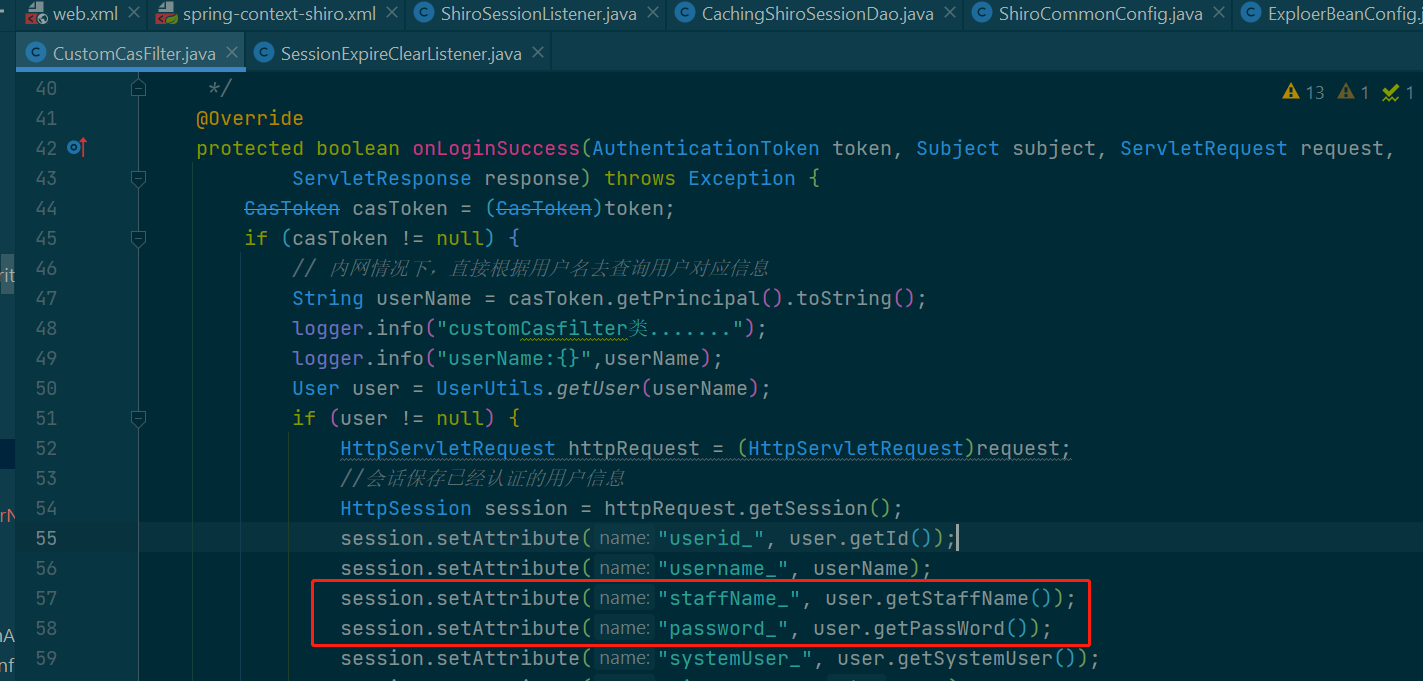 web.xml spring-context-shiro.xml ShiroSessionListener.java CachingShiroSessionDao.java ShiroCommonConfig.java ExploerBeanConfig.j
CustomCasFilter.java SessionExpireClearListener.java
40 */
13 1 1
41 @Override
42 protected boolean onLoginSuccess(AuthenticationToken token, Subject subject, ServletRequest request,
43 ServletResponse response) throws Exception {
44 CasToken casToken = (CasToken)token;
45 if (casToken != null) {
46 // 内网情况下，直接根据用户名去查询用户对应信息
47 String userName = casToken.getPrincipal().toString();
48 logger.info("customCasfilter类.......");
49 logger.info("userName:{}",userName);
50 User user = UserUtils.getUser(userName);
51 if (user != null) {
52 HttpServletRequest httpRequest = (HttpServletRequest)request;
53 //会话保存已经认证的用户信息
54 HttpSession session = httpRequest.getSession();
55 session.setAttribute( name: "userid_", user.getId());
56 session.setAttribute( name: "username_", userName);
57 session.setAttribute( name: "staffName_", user.getStaffName());
58 session.setAttribute( name: "password_", user.getPassWord());
59 session.setAttribute( name: "systemUser_", user.getSystemUser());